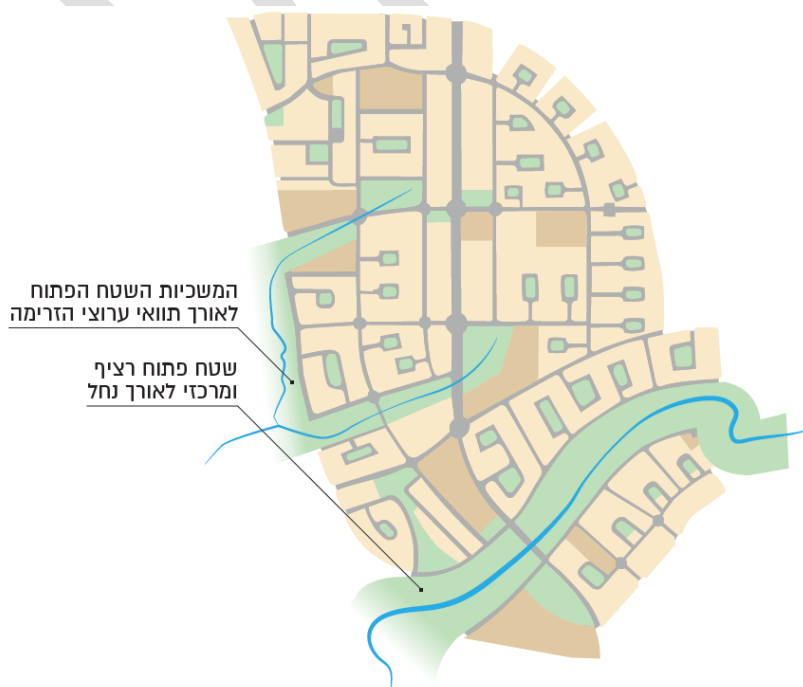 המשכיות השטח הפתוח
לאורך תוואי ערוצי הזרימה
שטח פתוח רציף
ומרכזי לאורך נחל